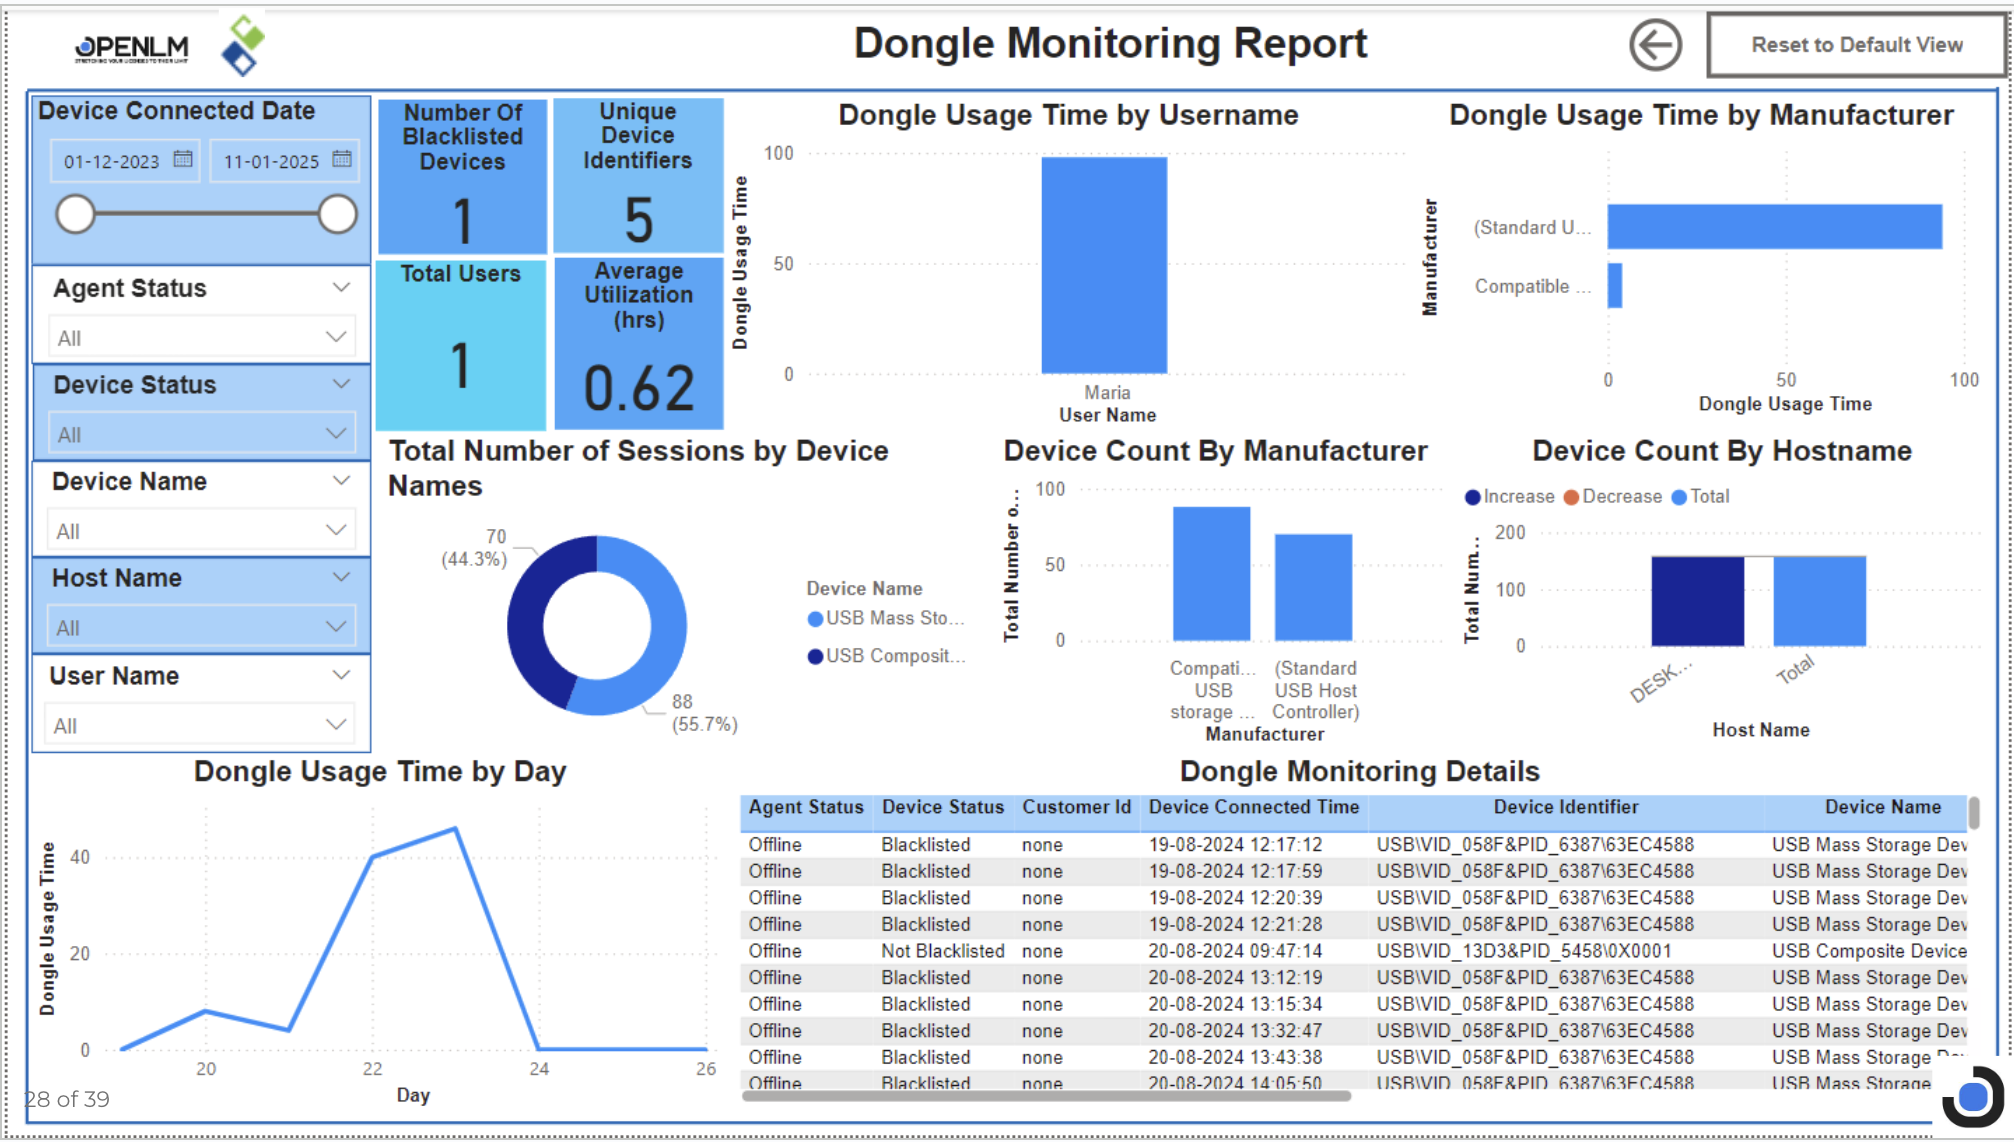 OPENLM
Dongle Monitoring Report
Reset to Default View
Device Connected Date
01-12-2023
11-01-2025
Agent Status
All
Device Status
All
Device Name
All
Host Name
All
User Name
All
Number Of
Blacklisted
Devices
1
Unique
Device
Identifiers
5
Total Users
1
Average
Utilization
(hrs)
0.62
Dongle Usage Time by Username
Dongle Usage Time
100
50
0
Maria
User Name
Dongle Usage Time by Manufacturer
Manufacturer
(Standard U...
Compatible ...
0
50
100
Dongle Usage Time
Total Number of Sessions by Device
Names
70
(44.3%)
88
(55.7%)
Device Name
USB Mass Sto...
USB Composit...
Device Count By Manufacturer
Total Number o...
100
50
0
Compati...
USB
storage ...
(Standard
USB Host
Controller)
Manufacturer
Device Count By Hostname
Increase Decrease Total
Total Num...
200
100
0
DESK...
Total
Host Name
Dongle Usage Time by Day
Dongle Usage Time
40
20
0
20
22
24
26
Day
28 of 39
Dongle Monitoring Details
Agent Status Device Status Customer Id Device Connected Time Device Identifier Device Name
Offline Blacklisted none 19-08-2024 12:17:12 USB\VID_058F&PID_6387\63EC4588 USB Mass Storage Dev
Offline Blacklisted none 19-08-2024 12:17:59 USB\VID_058F&PID_6387\63EC4588 USB Mass Storage Dev
Offline Blacklisted none 19-08-2024 12:20:39 USB\VID_058F&PID_6387\63EC4588 USB Mass Storage Dev
Offline Blacklisted none 19-08-2024 12:21:28 USB\VID_058F&PID_6387\63EC4588 USB Mass Storage Dev
Offline Not Blacklisted none 20-08-2024 09:47:14 USB\VID_13D3&PID_5458\0X0001 USB Composite Device
Offline Blacklisted none 20-08-2024 13:12:19 USB\VID_058F&PID_6387\63EC4588 USB Mass Storage Dev
Offline Blacklisted none 20-08-2024 13:15:34 USB\VID_058F&PID_6387\63EC4588 USB Mass Storage Dev
Offline Blacklisted none 20-08-2024 13:32:47 USB\VID_058F&PID_6387\63EC4588 USB Mass Storage Dev
Offline Blacklisted none 20-08-2024 13:43:38 USB\VID_058F&PID_6387\63EC4588 USB Mass Storage
Offline Blacklisted none 20-08-2024 14:05:50 USB\VID_058F&PID_6387\63EC4588 USB Mass Storage